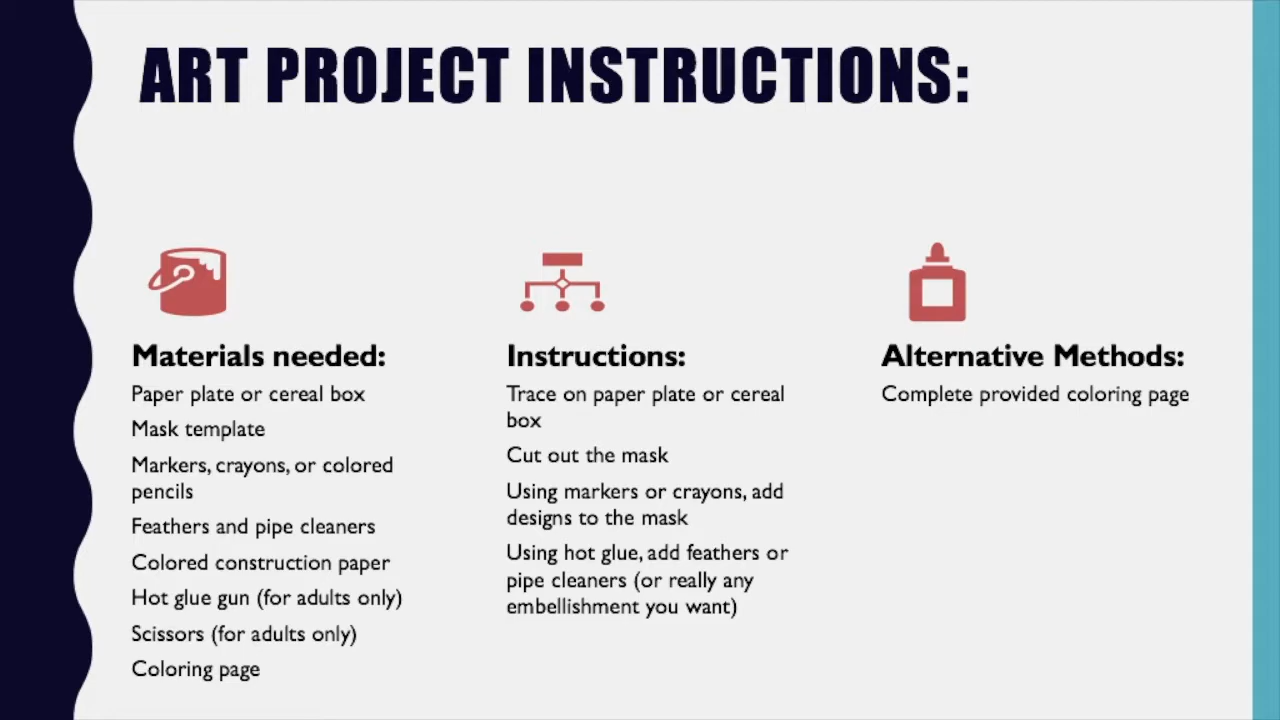 ART PROJECT INSTRUCTIONS:
Materials needed:
Paper plate or cereal box
Mask template
Markers, crayons, or colored
pencils
Feathers and pipe cleaners
Colored construction paper
Hot glue gun (for adults only)
Scissors (for adults only)
Coloring page
Instructions:
Trace on paper plate or cereal
box
Cut out the mask
Using markers or crayons, add
designs to the mask
Using hot glue, add feathers or
pipe cleaners (or really any
embellishment you want)
Alternative Methods:
Complete provided coloring page